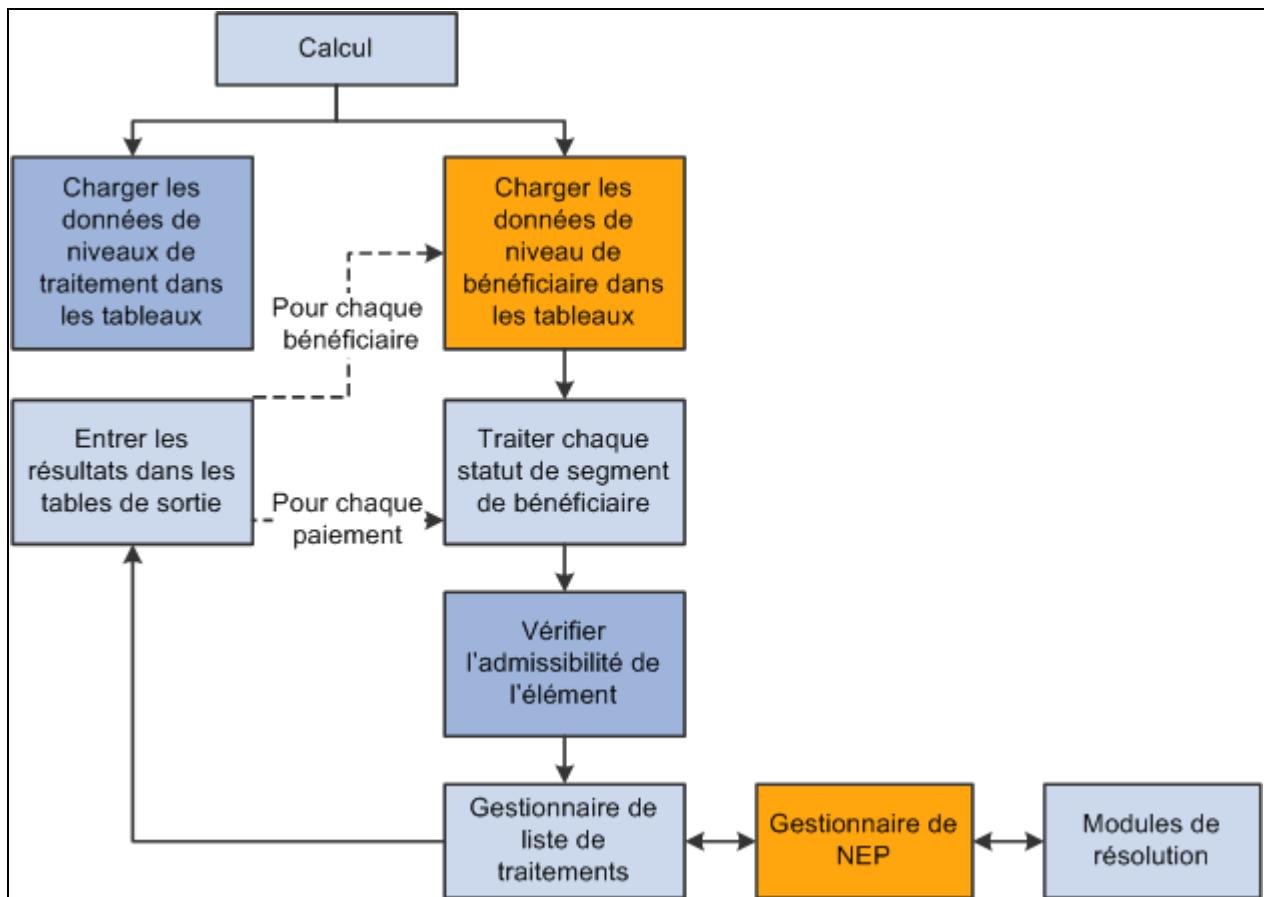 Calcul
Charger les
données de
niveaux de
traitement dans
les tableaux
Charger les
données de
niveau de
bénéficiaire dans
les tableaux
Pour chaque
bénéficiaire
Entrer les
résultats dans les
tables de sortie
Pour chaque
paiement
Traiter chaque
statut de segment
de bénéficiaire
Vérifier
l'admissibilité de
l'élément
Gestionnaire de
liste de
traitements
Gestionnaire de
NEP
Modules de
résolution